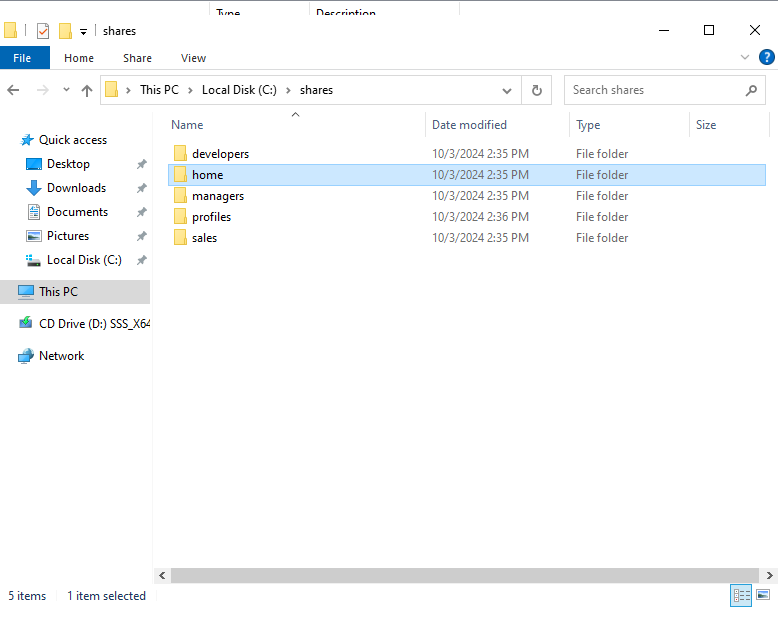 Type Description
shares
File Home Share View
This PC Local Disk (C:) shares Search shares
Name Date modified Type Size
Quick access
Desktop
Downloads
Documents
Pictures
Local Disk (C:)
This PC
CD Drive (D:) SSS_X64
Network
developers 10/3/2024 2:35 PM File folder
home 10/3/2024 2:35 PM File folder
managers 10/3/2024 2:35 PM File folder
profiles 10/3/2024 2:36 PM File folder
sales 10/3/2024 2:35 PM File folder
5 items 1 item selected